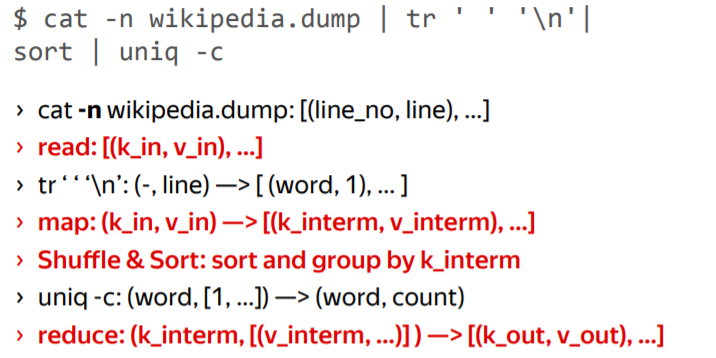 $ cat -n wikipedia.dump | tr ' ' '\n'|
sort | uniq -c
› cat -n wikipedia.dump: [(line_no, line), ...]
› read: [(k_in, v_in), ...]
› tr ‘ ‘ ‘\n’: (-, line) —> [ (word, 1), ... ]
› map: (k_in, v_in) —> [(k_interm, v_interm), ...]
› Shuffle & Sort: sort and group by k_interm
› uniq -c: (word, [1, ...]) —> (word, count)
› reduce: (k_interm, [(v_interm, ...)] ) —> [(k_out, v_out), ...]